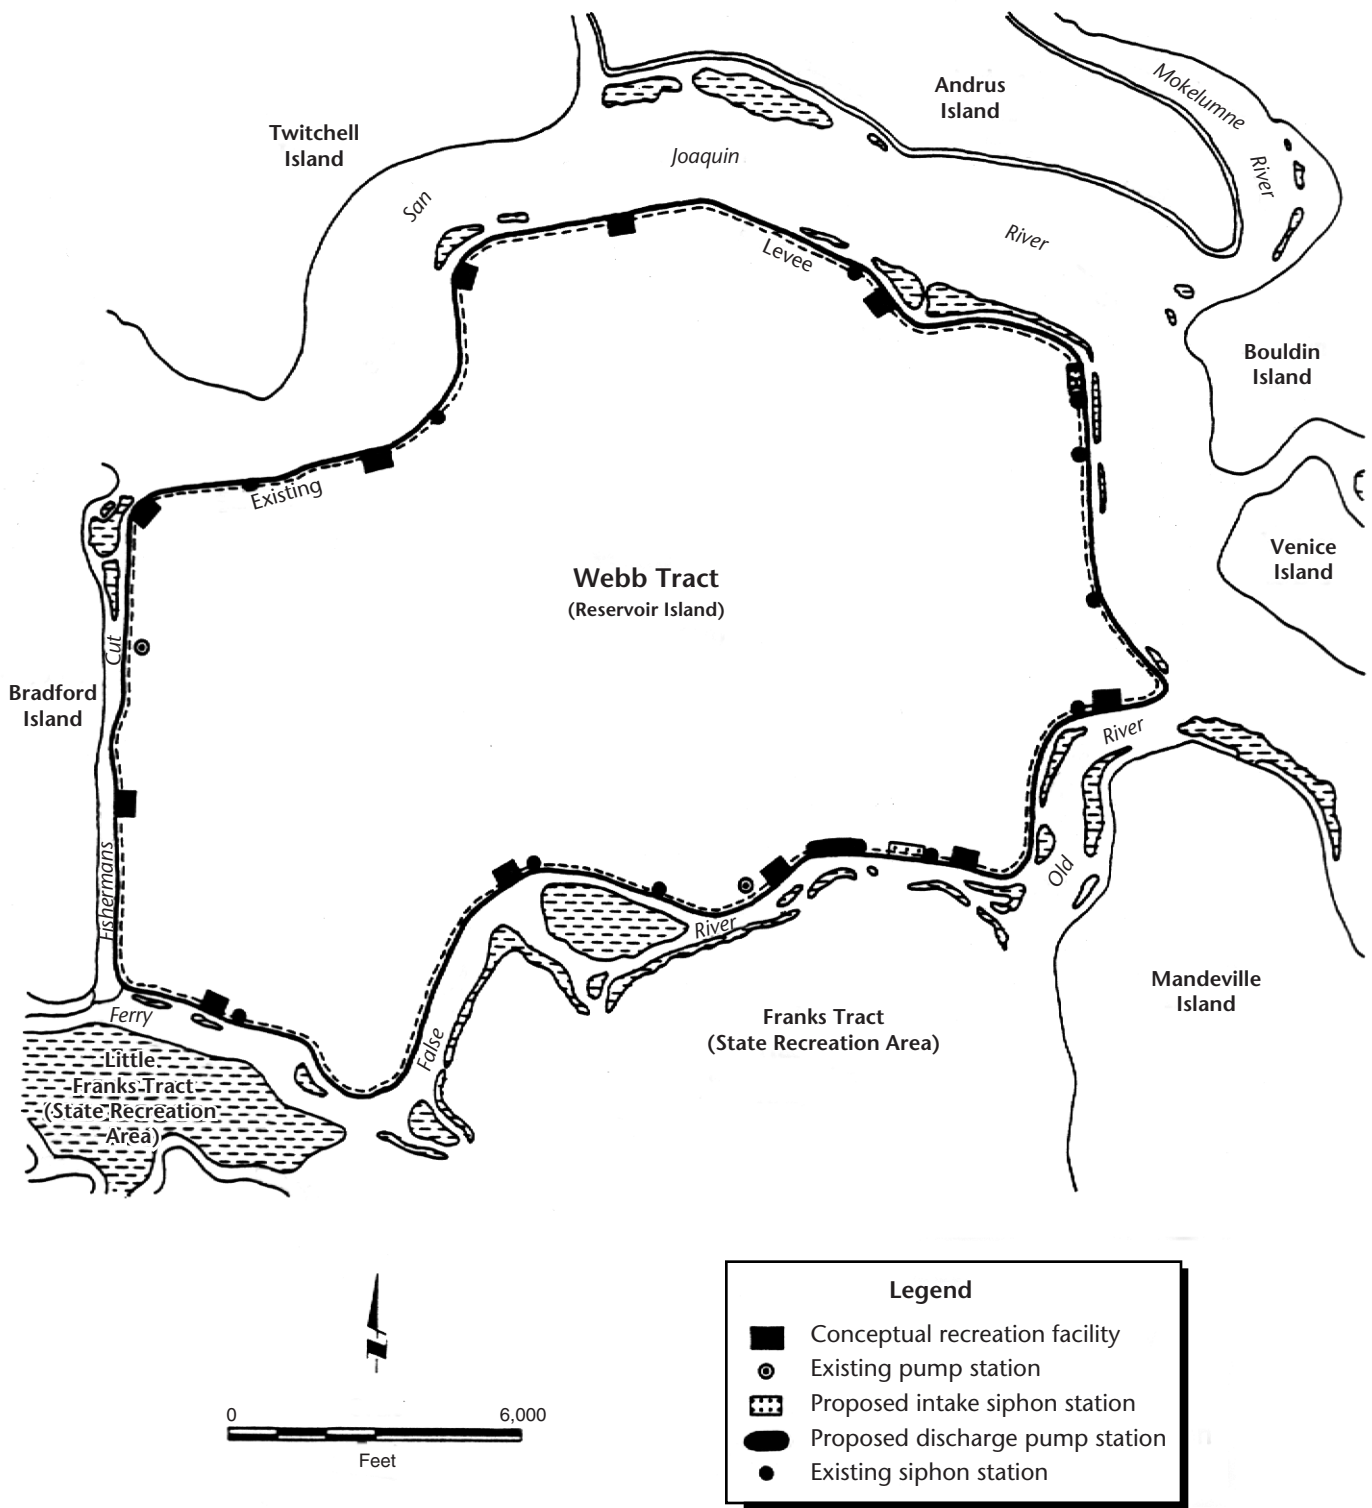 Mokelumne
River
Andrus
Island
Twitchell
Island
Joaquin
San
River
Levee
Bouldin
Island
Existing
Venice
Island
Webb Tract
(Reservoir Island)
Cut
Bradford
Island
River
Old
Fishermans
River
Mandeville
Island
Ferry
Franks Tract
(State Recreation Area)
False
Little
Franks Tract
(State Recreation
Area)
Legend
Conceptual recreation facility
Existing pump station
Proposed intake siphon station
Proposed discharge pump station
Existing siphon station
0 6,000
Feet